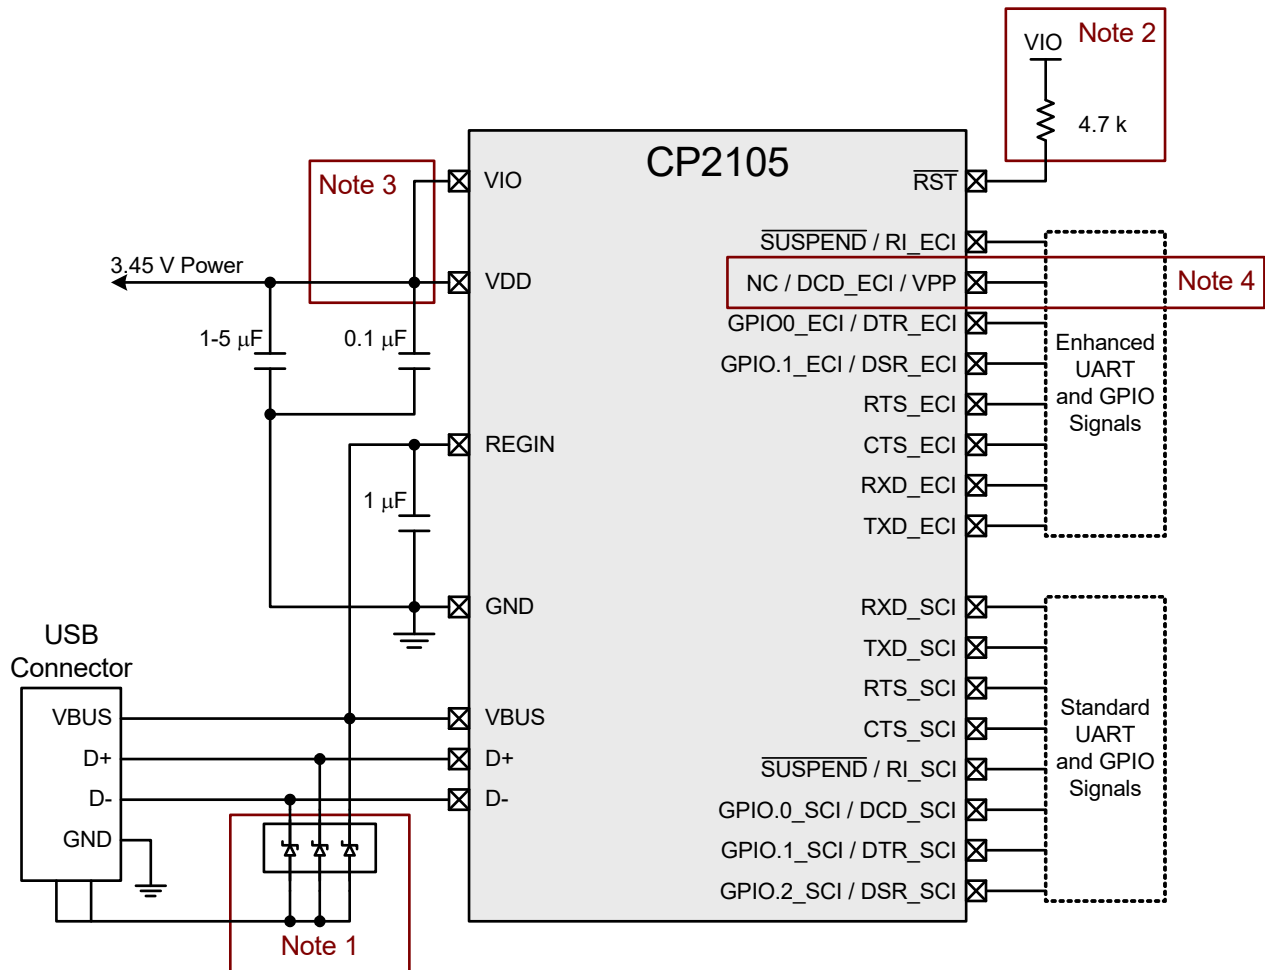 Note 2
VIO
4.7 k
CP2105
Note 3
VIO
RST
SUSPEND / RI_ECI
3.45 V Power
VDD
NC / DCD_ECI / VPP
Note 4
GPIO0_ECI / DTR_ECI
1-5 μF
0.1 μF
GPIO.1_ECI / DSR_ECI
Enhanced
UART
and GPIO
Signals
RTS_ECI
REGIN
CTS_ECI
1 μF
RXD_ECI
TXD_ECI
GND
RXD_SCI
USB
Connector
TXD_SCI
RTS_SCI
VBUS
VBUS
CTS_SCI
Standard
UART
and GPIO
Signals
D+
D+
SUSPEND / RI_SCI
D-
D-
GPIO.0_SCI / DCD_SCI
GND
GPIO.1_SCI / DTR_SCI
GPIO.2_SCI / DSR_SCI
Note 1